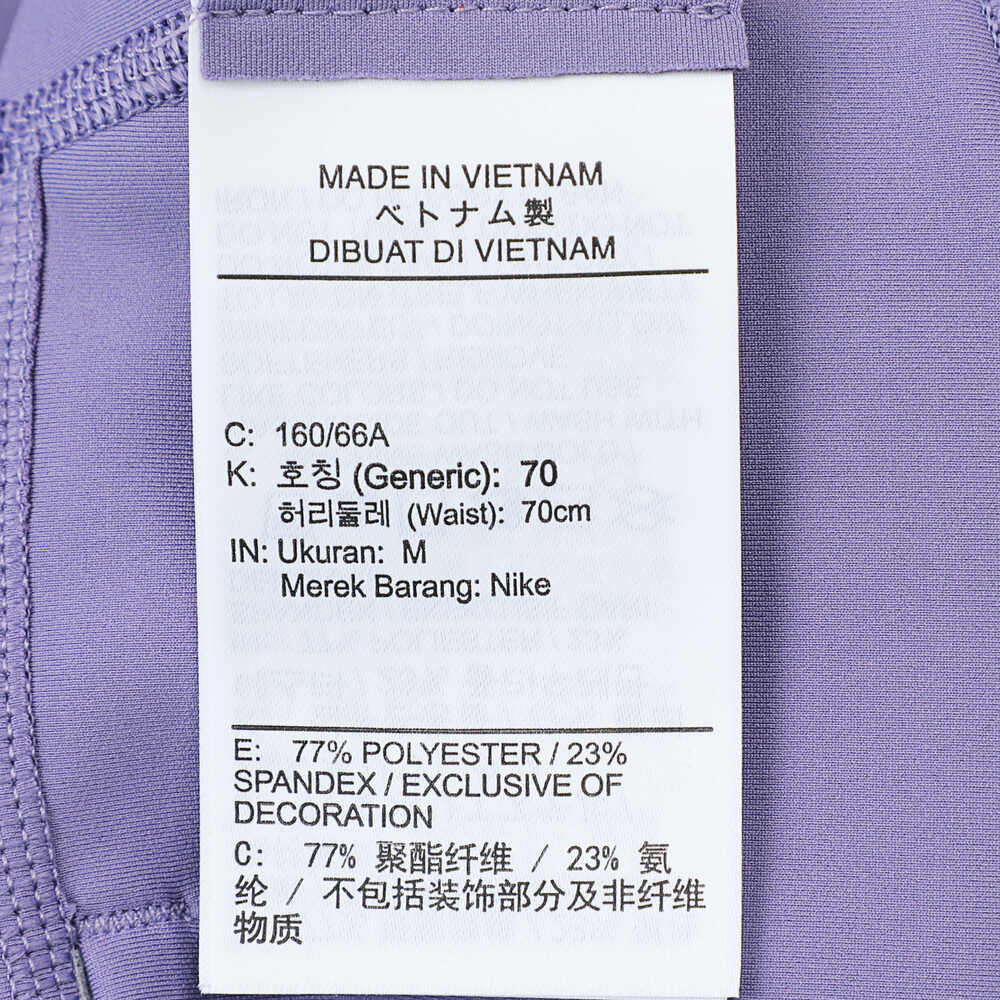 MADE IN VIETNAM
ベトナム製
DIBUAT DI VIETNAM
C: 160/66A
K: 호칭 (Generic): 70
허리둘레 (Waist): 70cm
IN: Ukuran: M
Merek Barang: Nike
E: 77% POLYESTER / 23%
SPANDEX / EXCLUSIVE OF
DECORATION
C: 77% 聚酯纤维 / 23% 氨
纶 / 不包括装饰部分及非纤维
物质